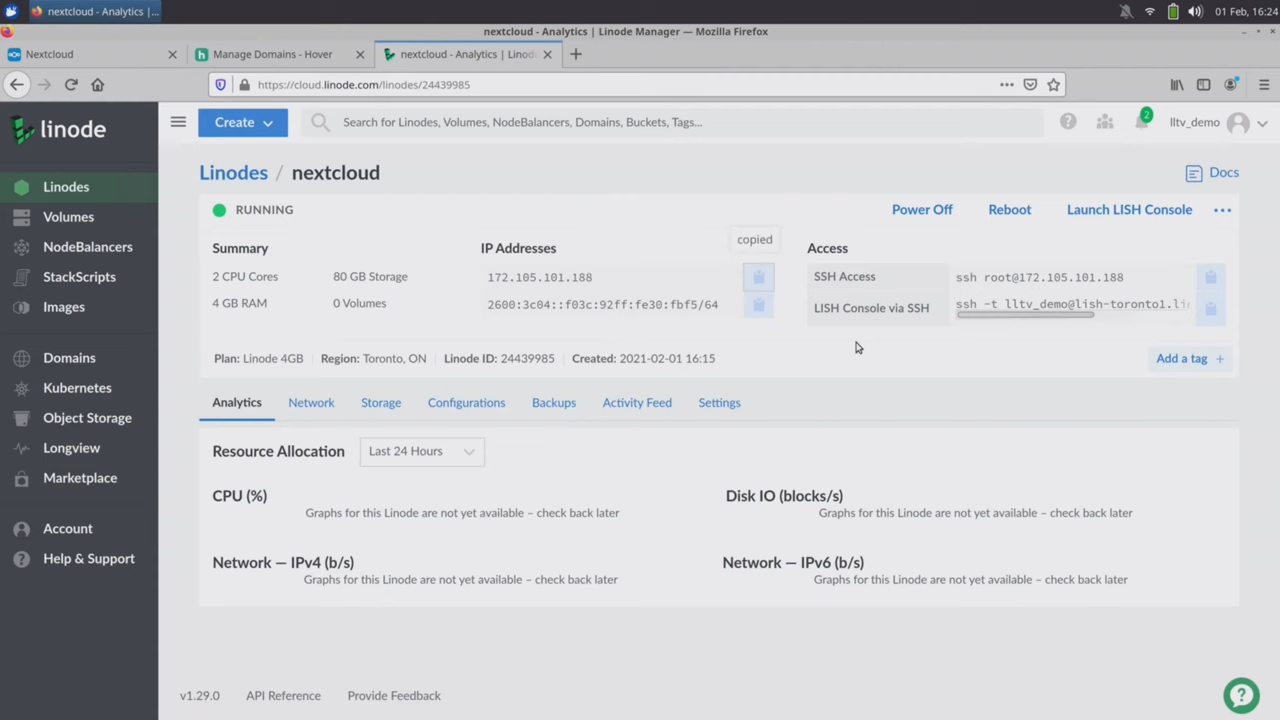 nextcloud - Analytics |...
01 Feb, 16:24
nextcloud - Analytics | Linode Manager — Mozilla Firefox
Nextcloud
Manage Domains - Hover
nextcloud - Analytics | Linod
https://cloud.linode.com/linodes/24439985
linode
Create
Search for Linodes, Volumes, NodeBalancers, Domains, Buckets, Tags...
2
lltv_demo
Linodes
Volumes
NodeBalancers
StackScripts
Images
Domains
Kubernetes
Object Storage
Longview
Marketplace
Account
Help & Support
Linodes / nextcloud
Docs
RUNNING
Power Off
Reboot
Launch LISH Console
Summary
2 CPU Cores 80 GB Storage
4 GB RAM 0 Volumes
IP Addresses
copied
172.105.101.188
2600:3c04::f03c:92ff:fe30:fbf5/64
Access
SSH Access ssh root@172.105.101.188
LISH Console via SSH ssh -t lltv_demo@lish-toronto1.li
Plan: Linode 4GB Region: Toronto, ON Linode ID: 24439985 Created: 2021-02-01 16:15
Add a tag +
Analytics Network Storage Configurations Backups Activity Feed Settings
Resource Allocation Last 24 Hours
CPU (%)
Graphs for this Linode are not yet available – check back later
Disk IO (blocks/s)
Graphs for this Linode are not yet available – check back later
Network — IPv4 (b/s)
Graphs for this Linode are not yet available – check back later
Network — IPv6 (b/s)
Graphs for this Linode are not yet available – check back later
v1.29.0 API Reference Provide Feedback